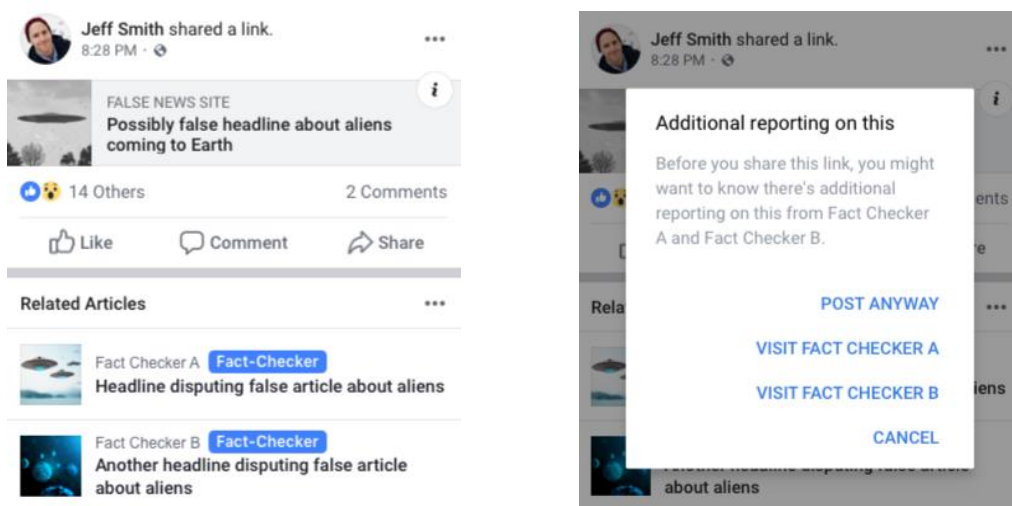 Jeff Smith shared a link.
8:28 PM ·
i
FALSE NEWS SITE
Possibly false headline about aliens
coming to Earth
14 Others 2 Comments
Like Comment Share
Related Articles
Fact Checker A Fact-Checker
Headline disputing false article about aliens
Fact Checker B Fact-Checker
Another headline disputing false article
about aliens
Jeff Smith shared a link.
8:28 PM ·
i
Additional reporting on this
Before you share this link, you might
want to know there's additional
reporting on this from Fact Checker
A and Fact Checker B.
ents
e
Rela
POST ANYWAY
VISIT FACT CHECKER A
VISIT FACT CHECKER B
iens
CANCEL
about aliens